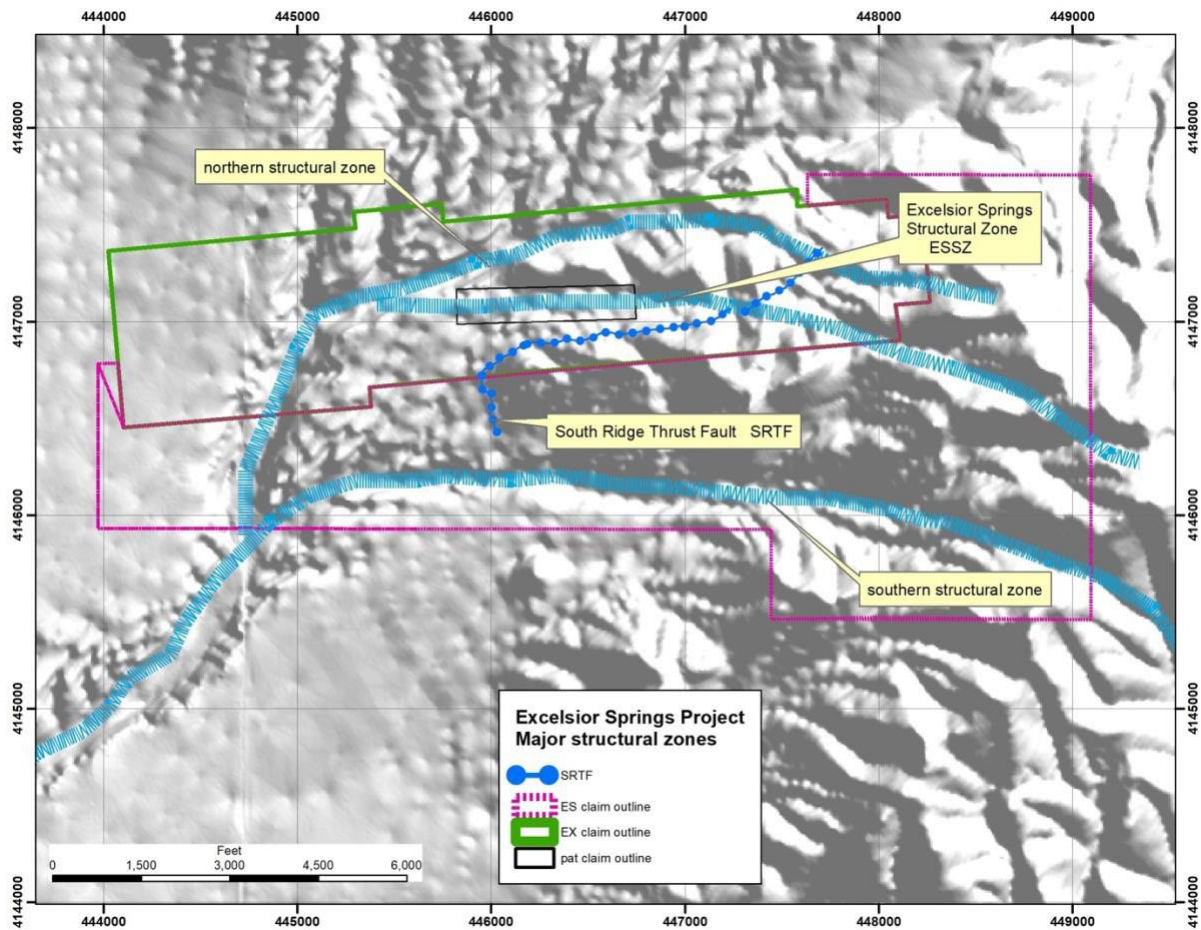 444000 445000 446000 447000 448000 449000
4148000 4148000
northern structural zone
Excelsior Springs
Structural Zone
ESSZ
4147000 4147000
South Ridge Thrust Fault SRTF
4146000 4146000
southern structural zone
4145000 4145000
Excelsior Springs Project
Major structural zones
SRTF
ES claim outline
EX claim outline
pat claim outline
Feet
0 1,500 3,000 4,500 6,000
4144000 4144000
444000 445000 446000 447000 448000 449000